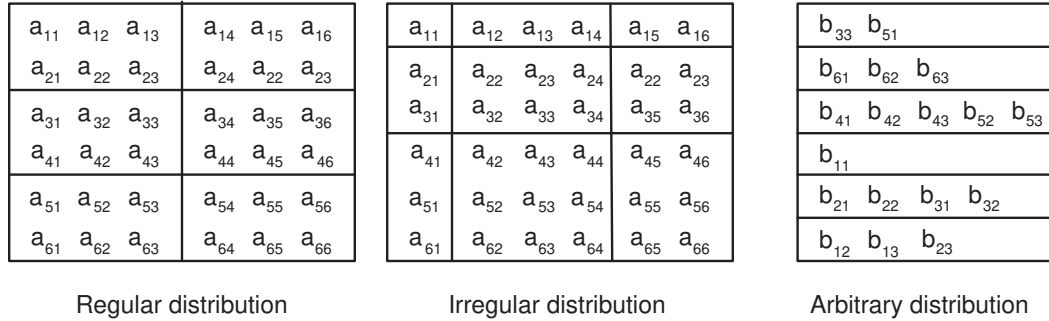 a₁₁ a₁₂ a₁₃ a₁₄ a₁₅ a₁₆
a₂₁ a₂₂ a₂₃ a₂₄ a₂₂ a₂₃
a₃₁ a₃₂ a₃₃ a₃₄ a₃₅ a₃₆
a₄₁ a₄₂ a₄₃ a₄₄ a₄₅ a₄₆
a₅₁ a₅₂ a₅₃ a₅₄ a₅₅ a₅₆
a₆₁ a₆₂ a₆₃ a₆₄ a₆₅ a₆₆
Regular distribution
a₁₁ a₁₂ a₁₃ a₁₄ a₁₅ a₁₆
a₂₁ a₂₂ a₂₃ a₂₄ a₂₂ a₂₃
a₃₁ a₃₂ a₃₃ a₃₄ a₃₅ a₃₆
a₄₁ a₄₂ a₄₃ a₄₄ a₄₅ a₄₆
a₅₁ a₅₂ a₅₃ a₅₄ a₅₅ a₅₆
a₆₁ a₆₂ a₆₃ a₆₄ a₆₅ a₆₆
Irregular distribution
b₃₃ b₅₁
b₆₁ b₆₂ b₆₃
b₄₁ b₄₂ b₄₃ b₅₂ b₅₃
b₁₁
b₂₁ b₂₂ b₃₁ b₃₂
b₁₂ b₁₃ b₂₃
Arbitrary distribution